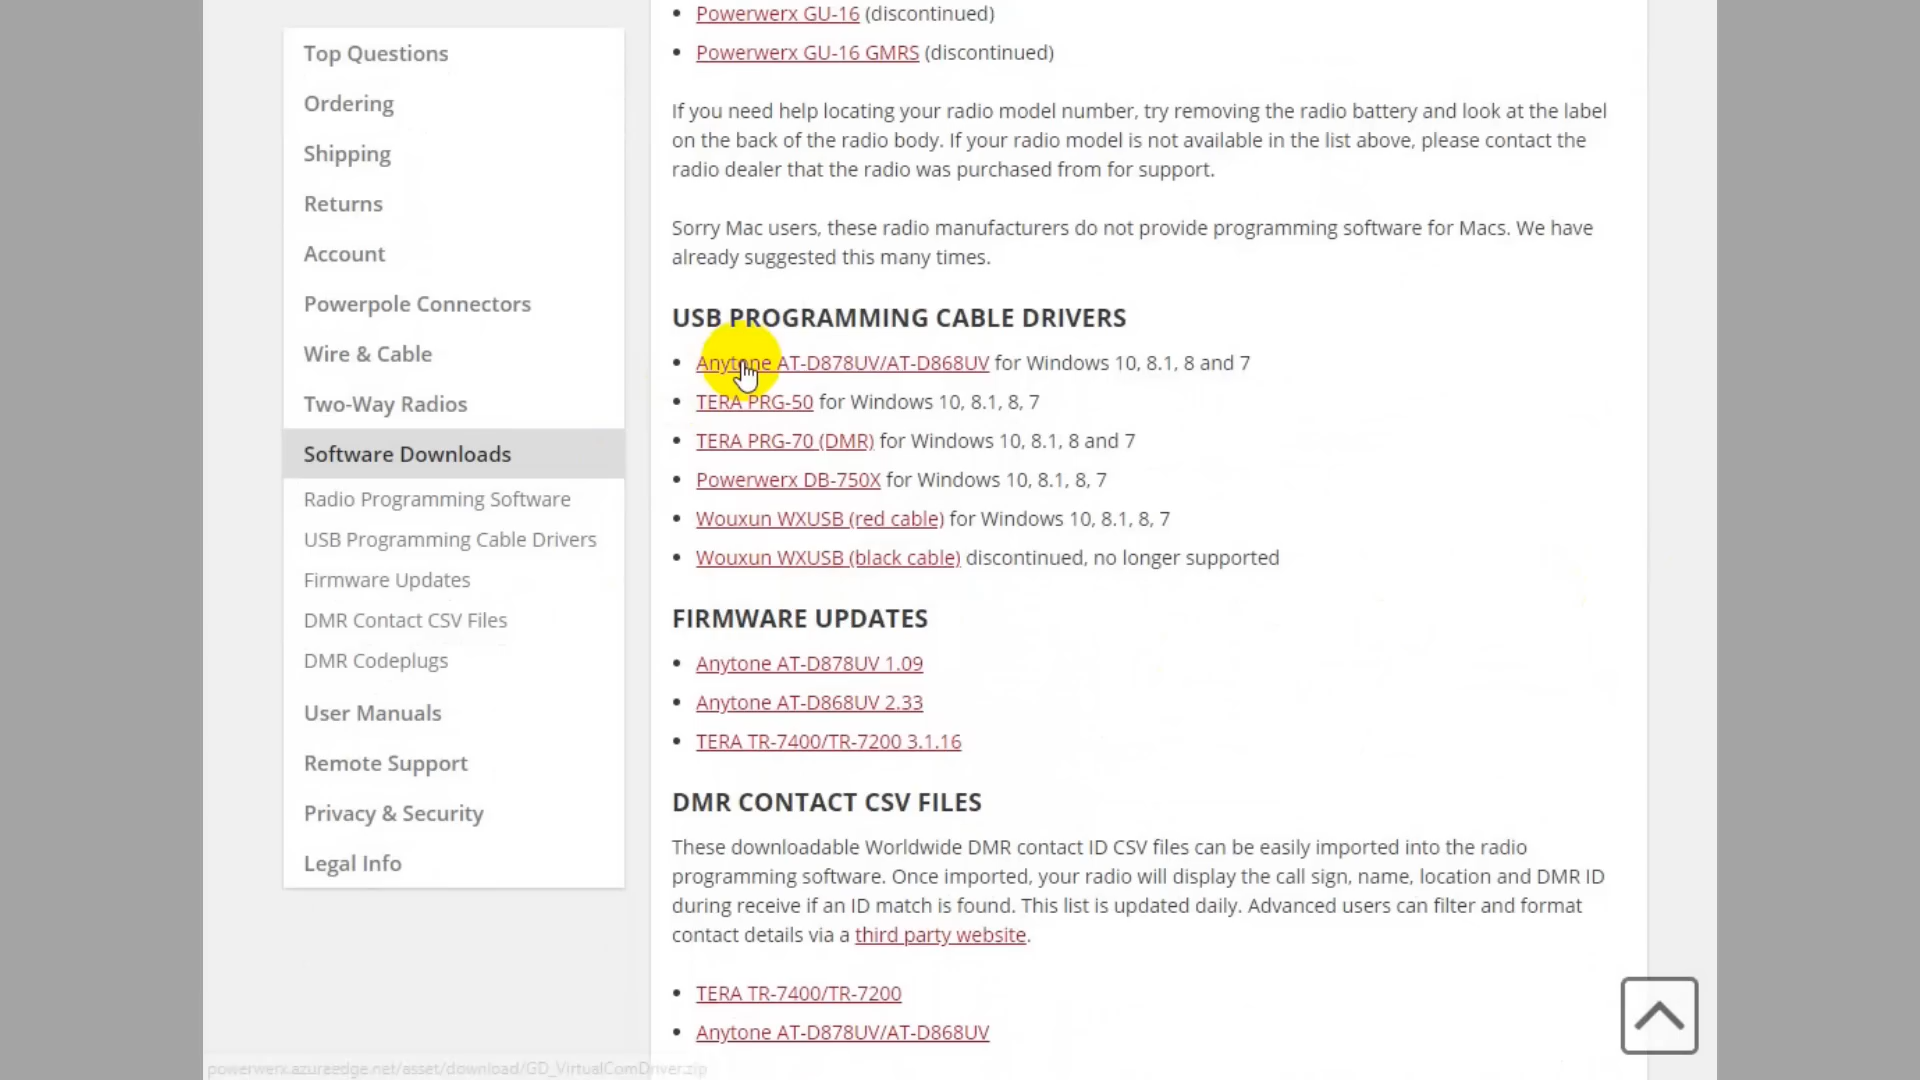 Top Questions
Ordering
Shipping
Returns
Account
Powerpole Connectors
Wire & Cable
Two-Way Radios
Software Downloads
Radio Programming Software
USB Programming Cable Drivers
Firmware Updates
DMR Contact CSV Files
DMR Codeplugs
User Manuals
Remote Support
Privacy & Security
Legal Info
Powerwerx GU-16 (discontinued)
Powerwerx GU-16 GMRS (discontinued)
If you need help locating your radio model number, try removing the radio battery and look at the label
on the back of the radio body. If your radio model is not available in the list above, please contact the
radio dealer that the radio was purchased from for support.
Sorry Mac users, these radio manufacturers do not provide programming software for Macs. We have
already suggested this many times.
USB PROGRAMMING CABLE DRIVERS
Anytone AT-D878UV/AT-D868UV for Windows 10, 8.1, 8 and 7
TERA PRG-50 for Windows 10, 8.1, 8, 7
TERA PRG-70 (DMR) for Windows 10, 8.1, 8 and 7
Powerwerx DB-750X for Windows 10, 8.1, 8, 7
Wouxun WXUSB (red cable) for Windows 10, 8.1, 8, 7
Wouxun WXUSB (black cable) discontinued, no longer supported
FIRMWARE UPDATES
Anytone AT-D878UV 1.09
Anytone AT-D868UV 2.33
TERA TR-7400/TR-7200 3.1.16
DMR CONTACT CSV FILES
These downloadable Worldwide DMR contact ID CSV files can be easily imported into the radio
programming software. Once imported, your radio will display the call sign, name, location and DMR ID
during receive if an ID match is found. This list is updated daily. Advanced users can filter and format
contact details via a third party website.
TERA TR-7400/TR-7200
Anytone AT-D878UV/AT-D868UV
powerwerx.azureedge.net/asset/download/GD_VirtualComDriver.zip